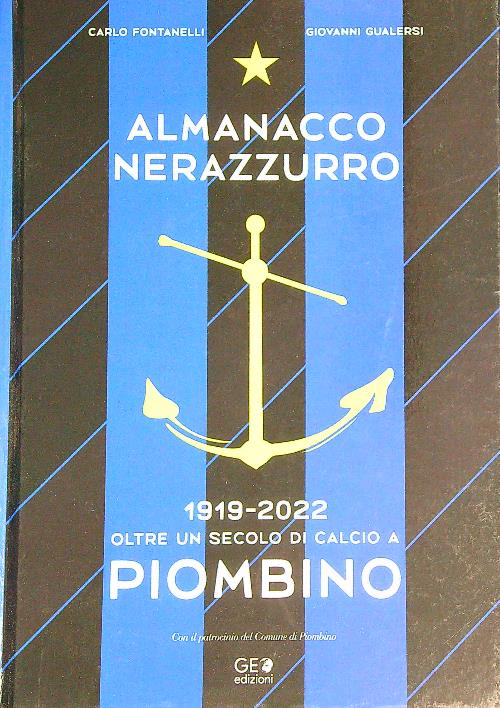 CARLO FONTANELLI GIOVANNI GUALERSI
ALMANACCO
NERAZZURRO
1919-2022
OLTRE UN SECOLO DI CALCIO A
PIOMBINO
Con il patrocinio del Comune di Piombino
GEO
edizioni